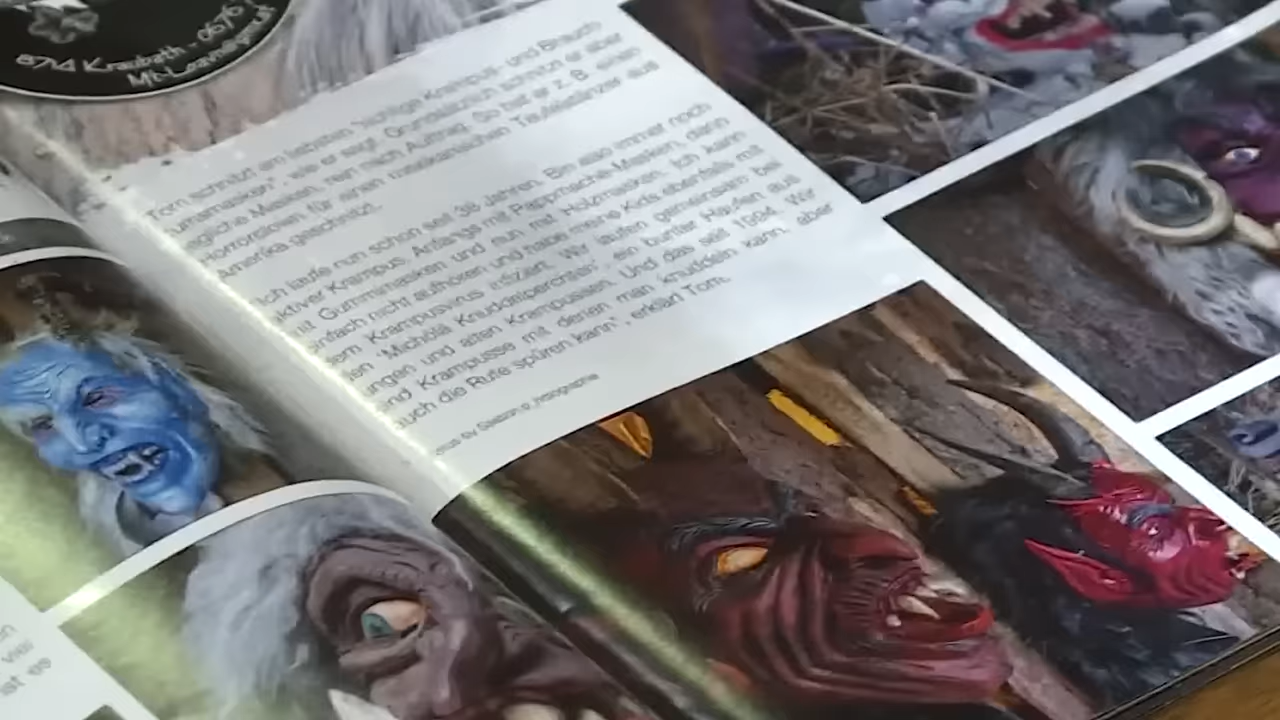 8714 Kraubath - 0676
Tom schnitzt am liebsten "Schiache Krampus- und Brauch
tumsmasken", wie er sagt. Grundsätzlich schnitzt er aber
jegliche Masken, rein nach Auftrag. So hat er z.B. einen
Horrorclown für einen mexikanischen Teufelstänzer aus
Amerika geschnitzt.
"Ich laufe nun schon seit 38 Jahren. Bin also immer noch
aktiver Krampus. Anfangs mit Pappmaché-Masken, dann
mit Gummimasken und nun mit Holzmasken. Ich kann
einfach nicht aufhören und habe meine Kids ebenfalls mit
dem Krampusvirus infiziert. Wir laufen gemeinsam bei
den "Michölä Knuddlperchten", ein bunter Haufen aus
jungen und alten Krampussen. Und das seit 1994. Wir
sind Krampusse mit denen man knuddeln kann, aber
auch die Rute spüren kann", erklärt Tom.